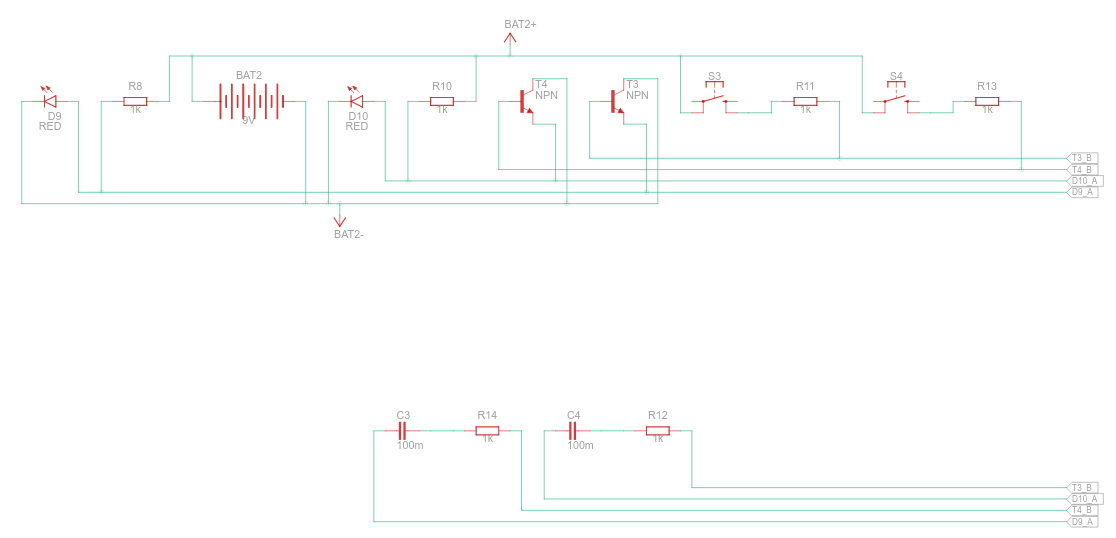 BAT2+
BAT2
S3
S4
R8
R10
T4
T3
R11
R13
NPN
NPN
1k
1k
1k
1k
D9
9V
D10
RED
RED
T3_B
T4_B
D10_A
D9_A
BAT2-
C3
R14
C4
R12
1k
1k
100m
100m
T3_B
D10_A
T4_B
D9_A